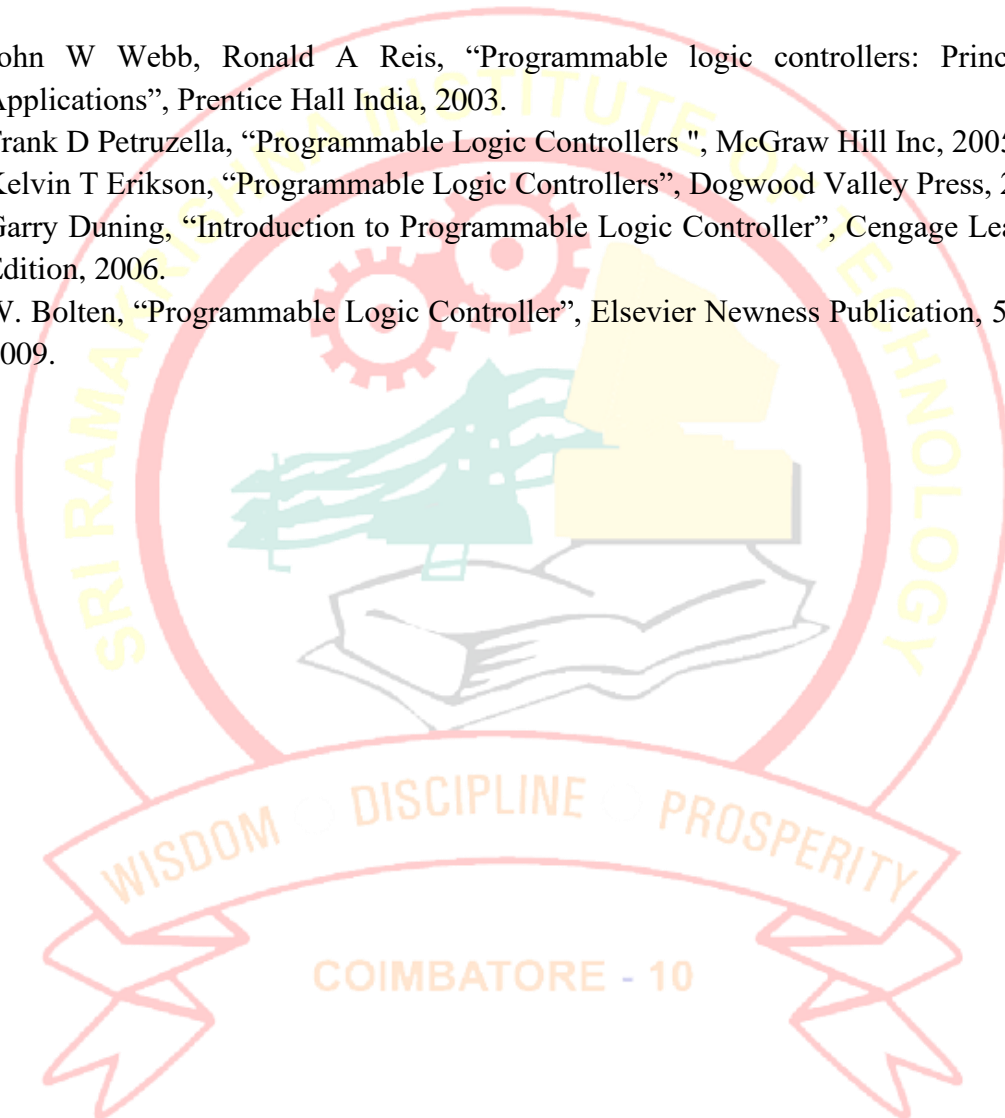 ohn W Webb, Ronald A Reis, “Programmable logic controllers: Princ
Applications”, Prentice Hall India, 2003.
Frank D Petruzella, “Programmable Logic Controllers ", McGraw Hill Inc, 2005
Kelvin T Erikson, “Programmable Logic Controllers”, Dogwood Valley Press, 2
Garry Duning, “Introduction to Programmable Logic Controller”, Cengage Lea
Edition, 2006.
W. Bolten, “Programmable Logic Controller”, Elsevier Newness Publication, 5
009.
SRI RAMAKRISHNA INSTITUTE OF TECHNOLOGY
WISDOM DISCIPLINE PROSPERITY
COIMBATORE - 10